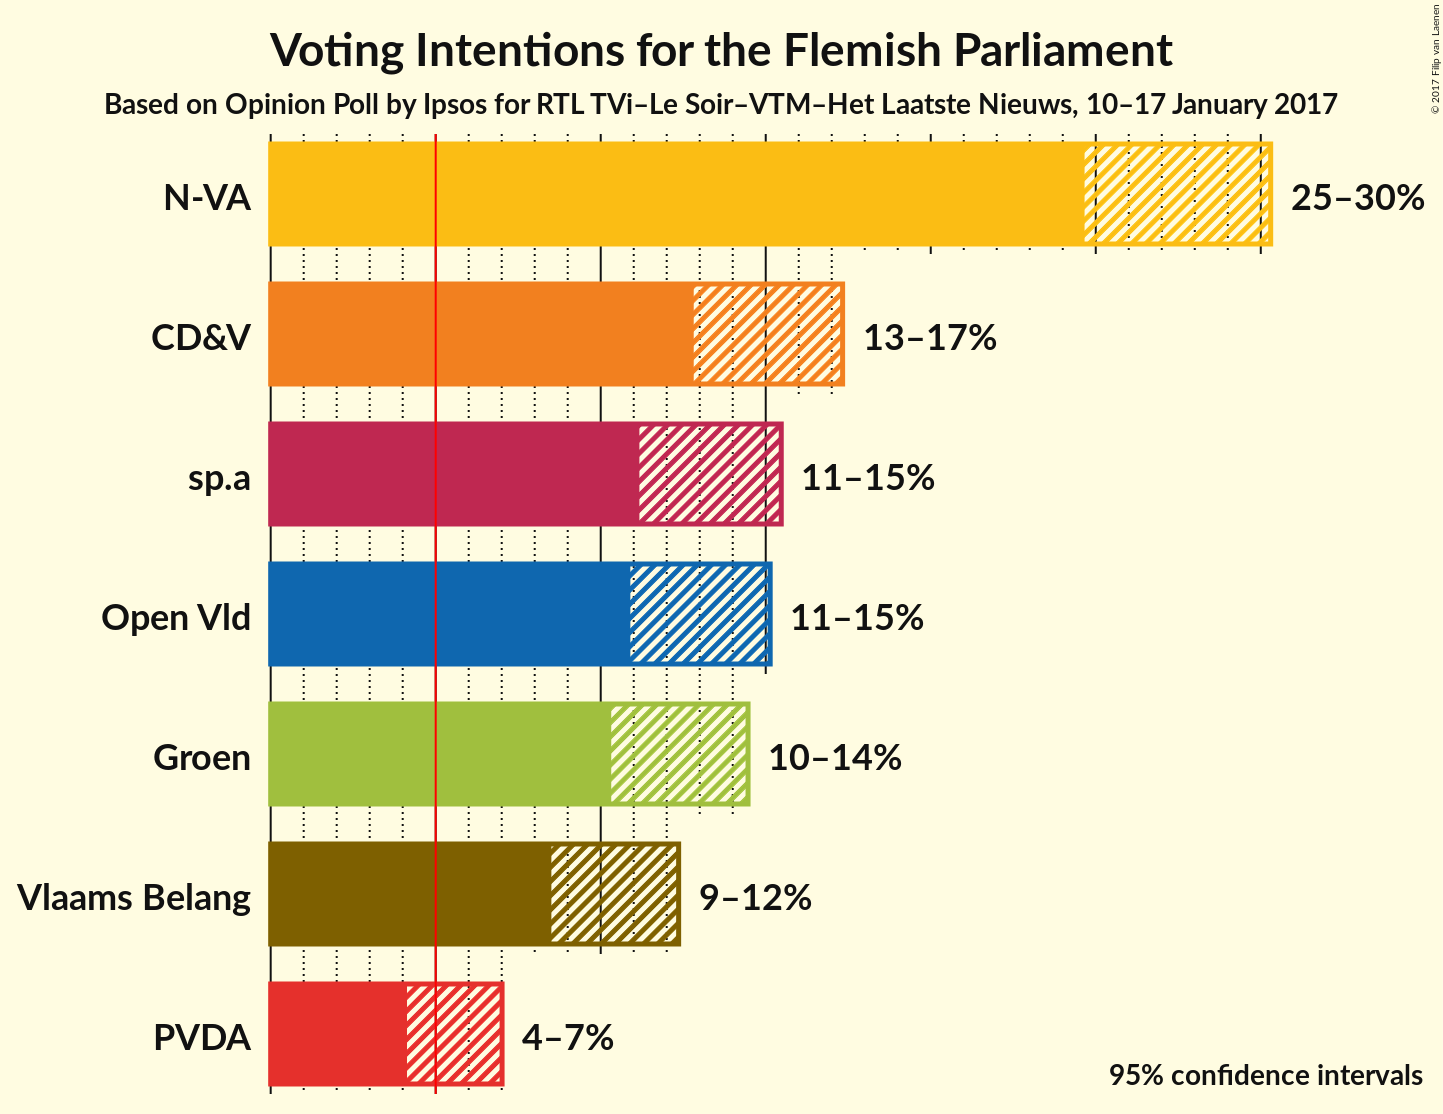 © 2017 Filip van Laenen
Voting Intentions for the Flemish Parliament
Based on Opinion Poll by Ipsos for RTL TVi–Le Soir–VTM–Het Laatste Nieuws, 10–17 January 2017
N-VA 25–30%
CD&V 13–17%
sp.a 11–15%
Open Vld 11–15%
Groen 10–14%
Vlaams Belang 9–12%
PVDA 4–7%
95% confidence intervals